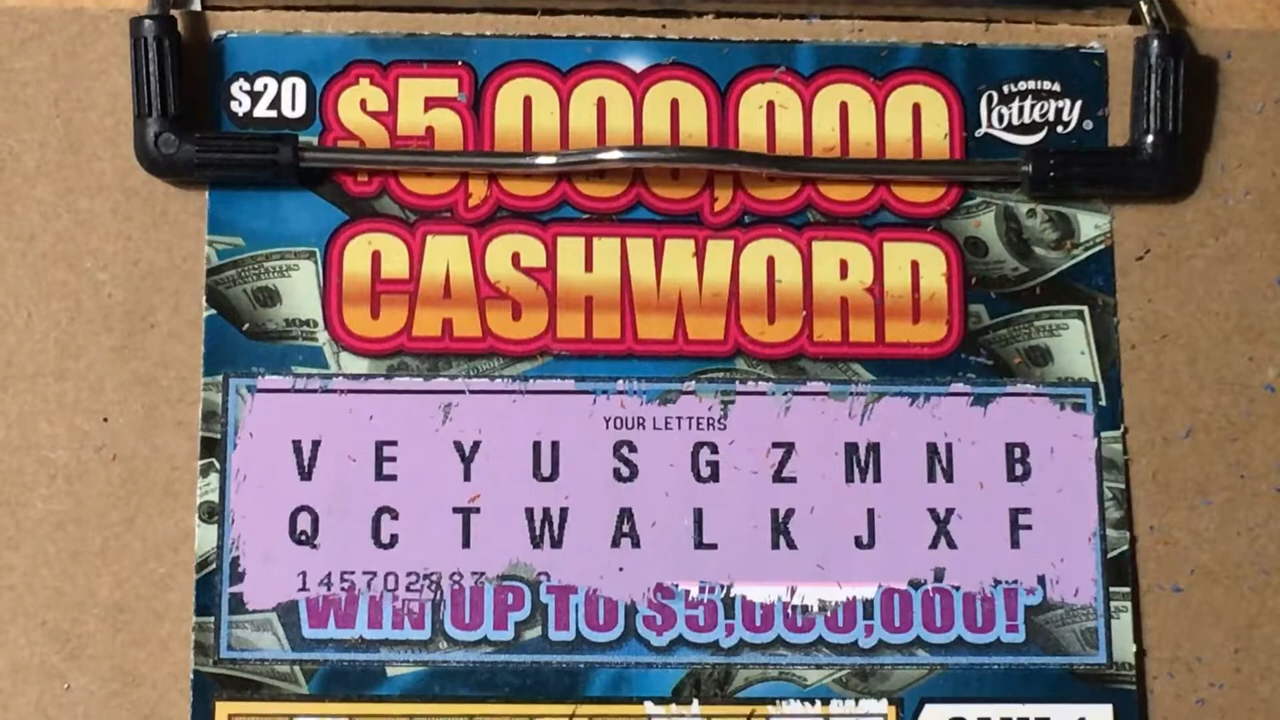 $20
$5,000,000
FLORIDA
Lottery
CASHWORD
YOUR LETTERS
V E Y U S G Z M N B
Q C T W A L K J X F
WIN UP TO $5,000,000!*